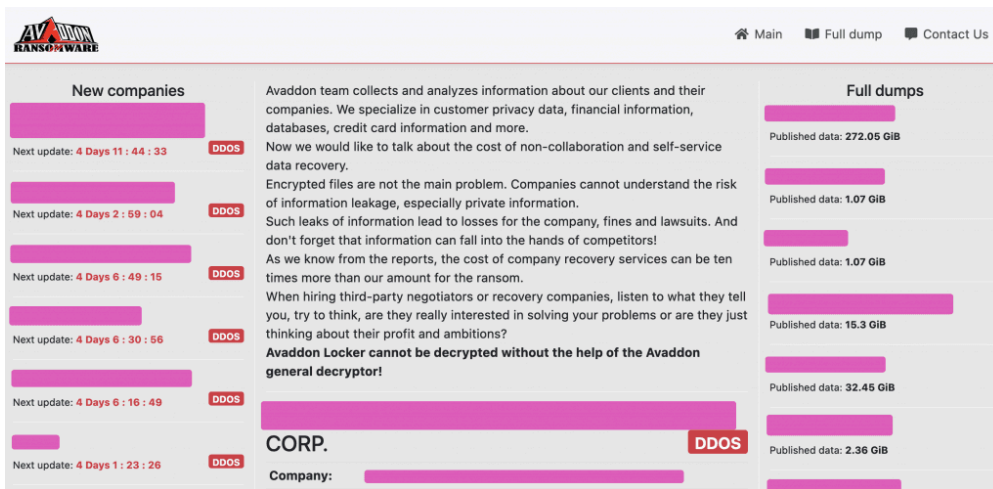 AVADDON
RANSOMWARE
Main
Full dump
Contact Us
New companies
Next update: 4 Days 11 : 44 : 33
DDOS
Next update: 4 Days 2 : 59 : 04
DDOS
Next update: 4 Days 6 : 49 : 15
DDOS
Next update: 4 Days 6 : 30 : 56
DDOS
Next update: 4 Days 6 : 16 : 49
DDOS
Next update: 4 Days 1 : 23 : 26
DDOS
Avaddon team collects and analyzes information about our clients and their
companies. We specialize in customer privacy data, financial information,
databases, credit card information and more.
Now we would like to talk about the cost of non-collaboration and self-service
data recovery.
Encrypted files are not the main problem. Companies cannot understand the risk
of information leakage, especially private information.
Such leaks of information lead to losses for the company, fines and lawsuits. And
don't forget that information can fall into the hands of competitors!
As we know from the reports, the cost of company recovery services can be ten
times more than our amount for the ransom.
When hiring third-party negotiators or recovery companies, listen to what they tell
you, try to think, are they really interested in solving your problems or are they just
thinking about their profit and ambitions?
Avaddon Locker cannot be decrypted without the help of the Avaddon
general decryptor!
CORP.
DDOS
Company:
Full dumps
Published data: 272.05 GiB
Published data: 1.07 GiB
Published data: 1.07 GiB
Published data: 15.3 GiB
Published data: 32.45 GiB
Published data: 2.36 GiB